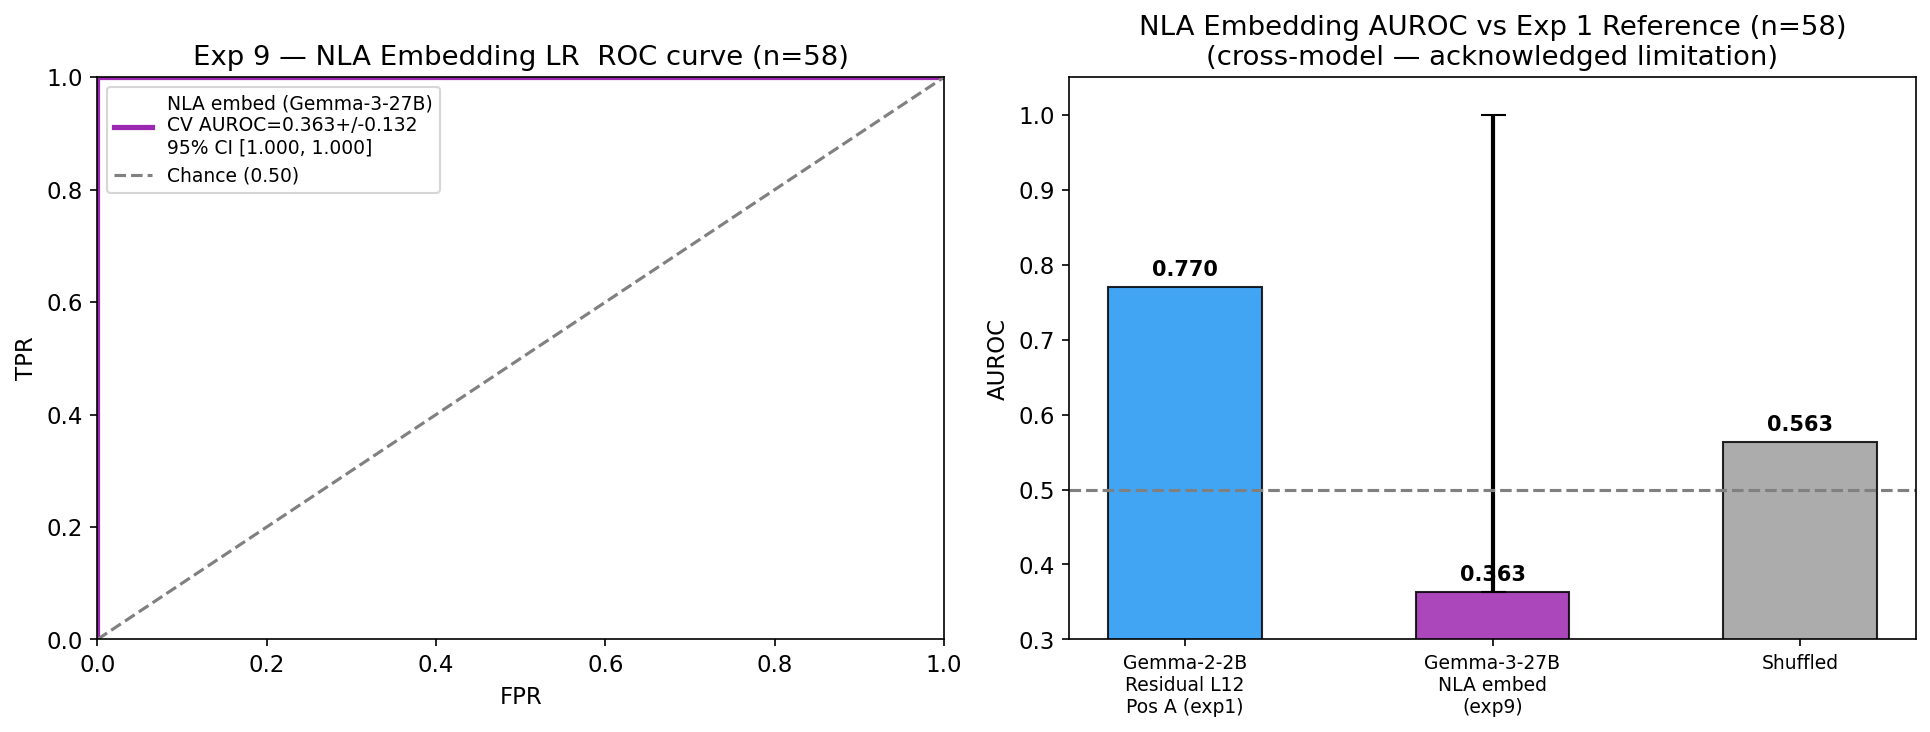 Exp 9 — NLA Embedding LR  ROC curve (n=58)
1.0
0.8
0.6
0.4
0.2
0.0
TPR
NLA embed (Gemma-3-27B)
CV AUROC=0.363+/-0.132
95% CI [1.000, 1.000]
Chance (0.50)
0.0 0.2 0.4 0.6 0.8 1.0
FPR
NLA Embedding AUROC vs Exp 1 Reference (n=58)
(cross-model — acknowledged limitation)
1.0
0.9
0.8
0.7
0.6
0.5
0.4
0.3
AUROC
0.770
0.363
0.563
Gemma-2-2B
Residual L12
Pos A (exp1)
Gemma-3-27B
NLA embed
(exp9)
Shuffled